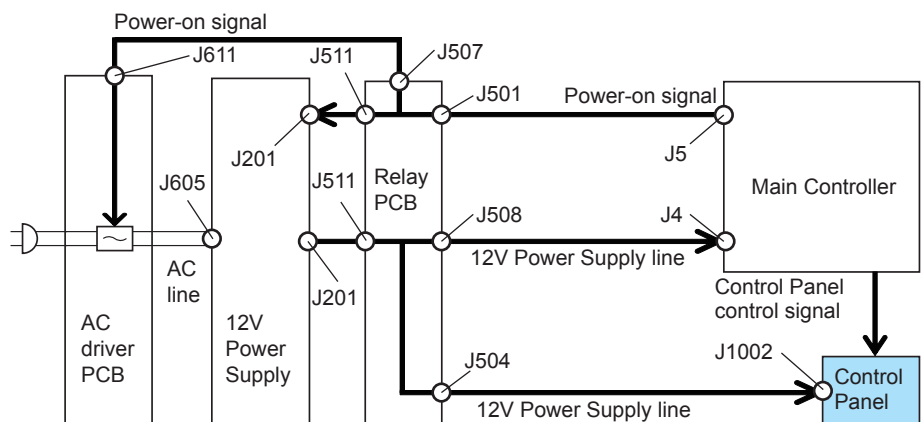 Power-on signal
J611
J511
J507
J501
Power-on signal
J5
J201
J605
J511
Relay
PCB
Main Controller
J508
J4
12V Power Supply line
AC
line
J201
Control Panel
control signal
AC
driver
PCB
12V
Power
Supply
J504
J1002
12V Power Supply line
Control
Panel